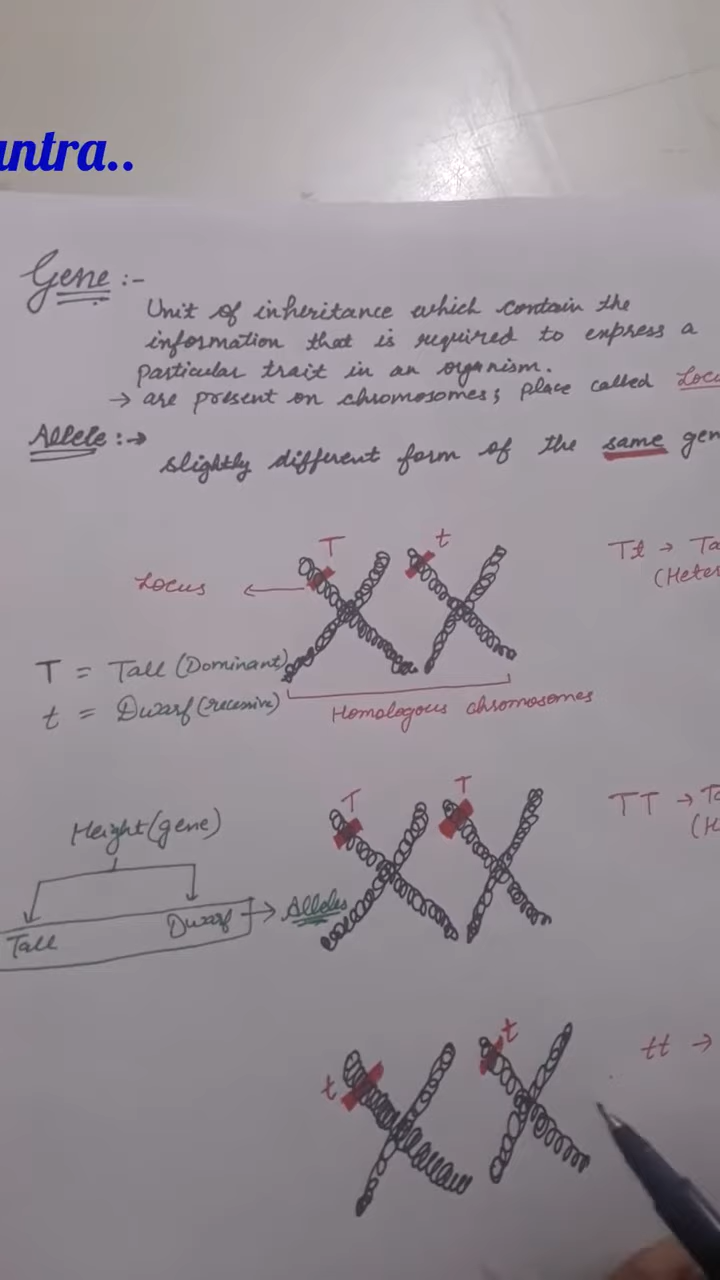 antra..
Gene :-
Unit of inheritance which contain the
information that is required to express a
particular trait in an organism.
→ are present on chromosomes; place called Locu
Allele :→
slightly different form of the same gen
T
t
Tt → Ta
(Heter
Locus ←
T = Tall (Dominant)
t = Dwarf (recessive)
Homologous chromosomes
T
T
TT → Ta
(H
Height (gene)
Tall
Dwarf → Alleles
t
t
tt →